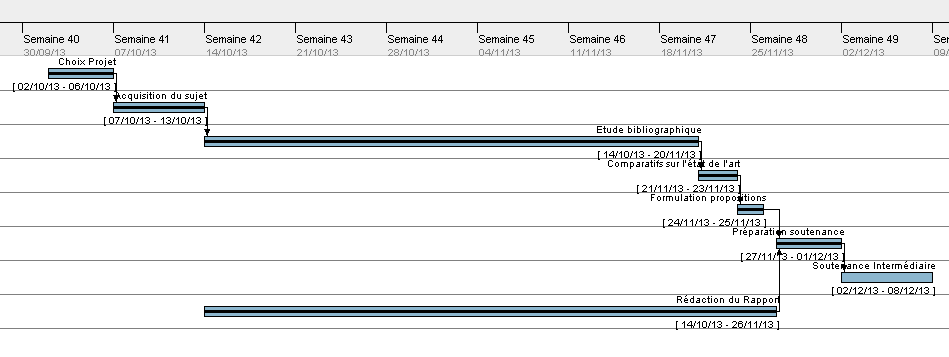 Semaine 40 Semaine 41 Semaine 42 Semaine 43 Semaine 44 Semaine 45 Semaine 46 Semaine 47 Semaine 48 Semaine 49 Ser
30/09/13 07/10/13 14/10/13 21/10/13 28/10/13 04/11/13 11/11/13 18/11/13 25/11/13 02/12/13 09/
Choix Projet
[ 02/10/13 - 06/10/13 ]
Acquisition du sujet
[ 07/10/13 - 13/10/13 ]
Etude bibliographique
[ 14/10/13 - 20/11/13 ]
Comparatifs sur l'état de l'art
[ 21/11/13 - 23/11/13 ]
Formulation propositions
[ 24/11/13 - 25/11/13 ]
Préparation soutenance
[ 27/11/13 - 01/12/13 ]
Soutenance Intermédiaire
[ 02/12/13 - 08/12/13 ]
Rédaction du Rapport
[ 14/10/13 - 26/11/13 ]